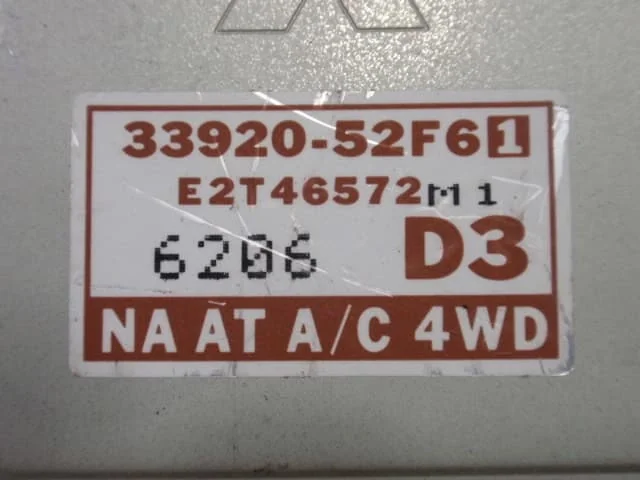 33920-52F61
E2T46572M1
6206 D3
NA AT A/C 4WD